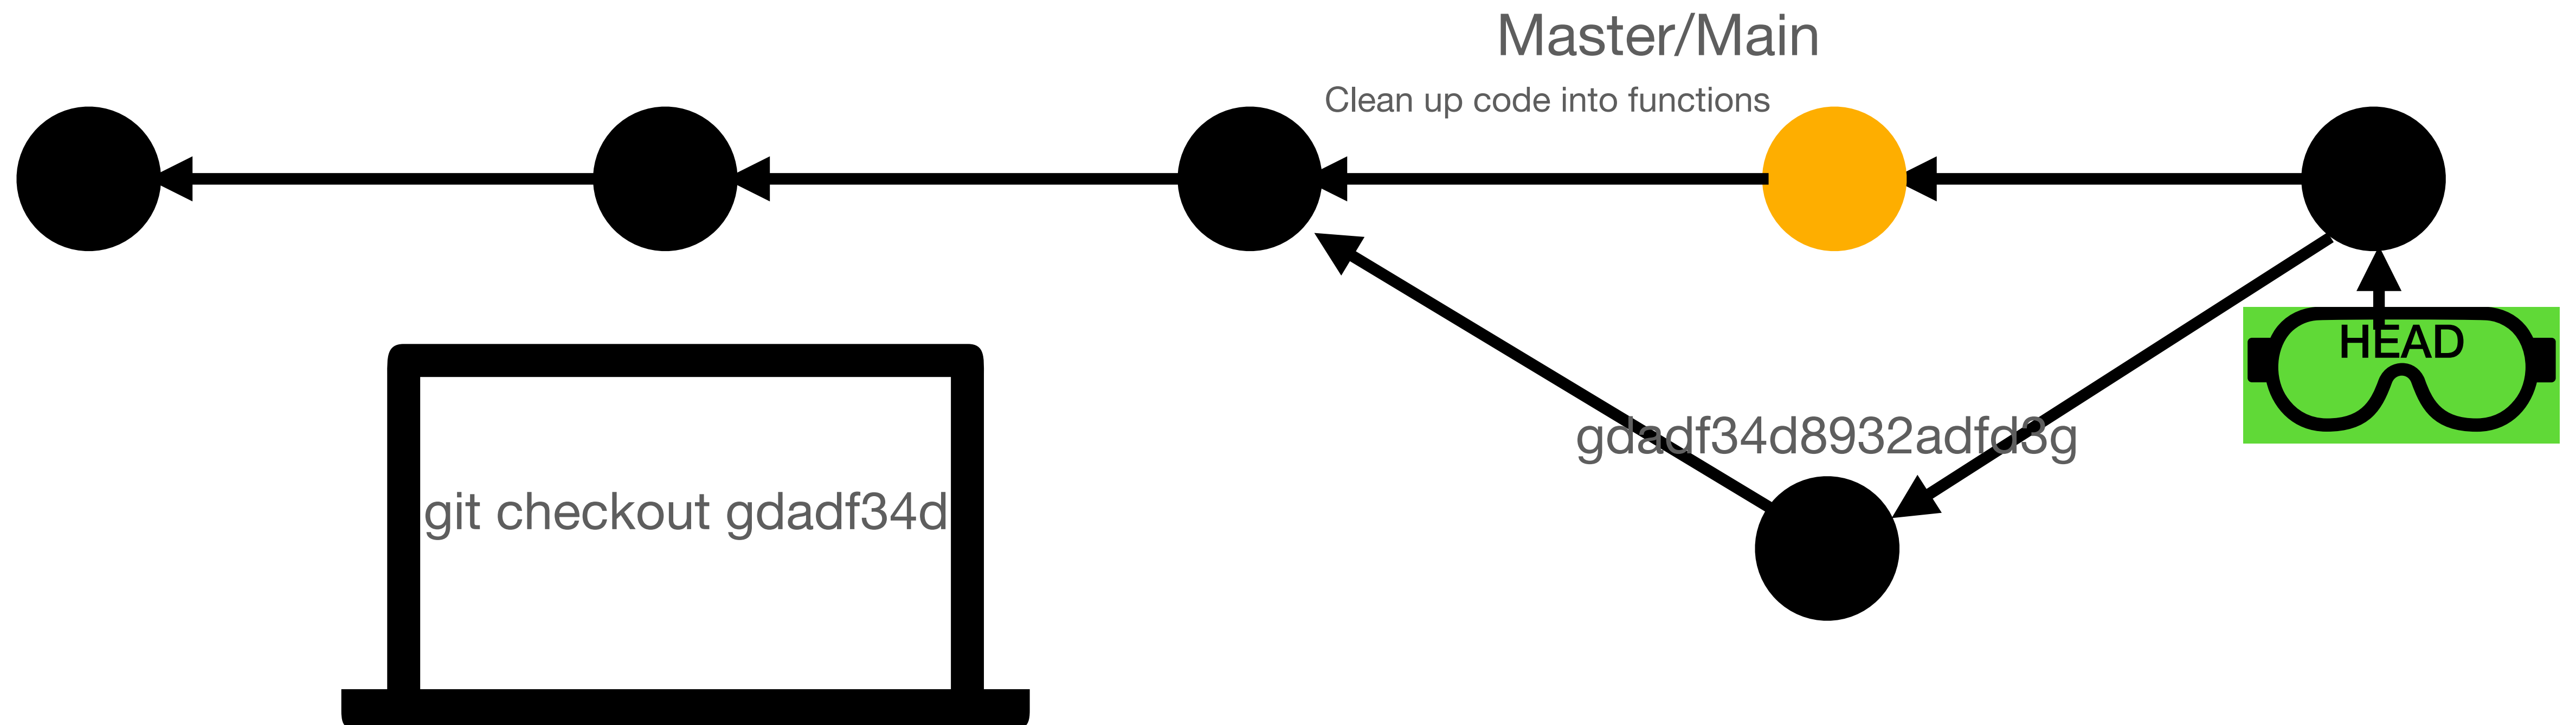 Master/Main
Clean up code into functions
HEAD
gdadf34d8932adfd3g
git checkout gdadf34d